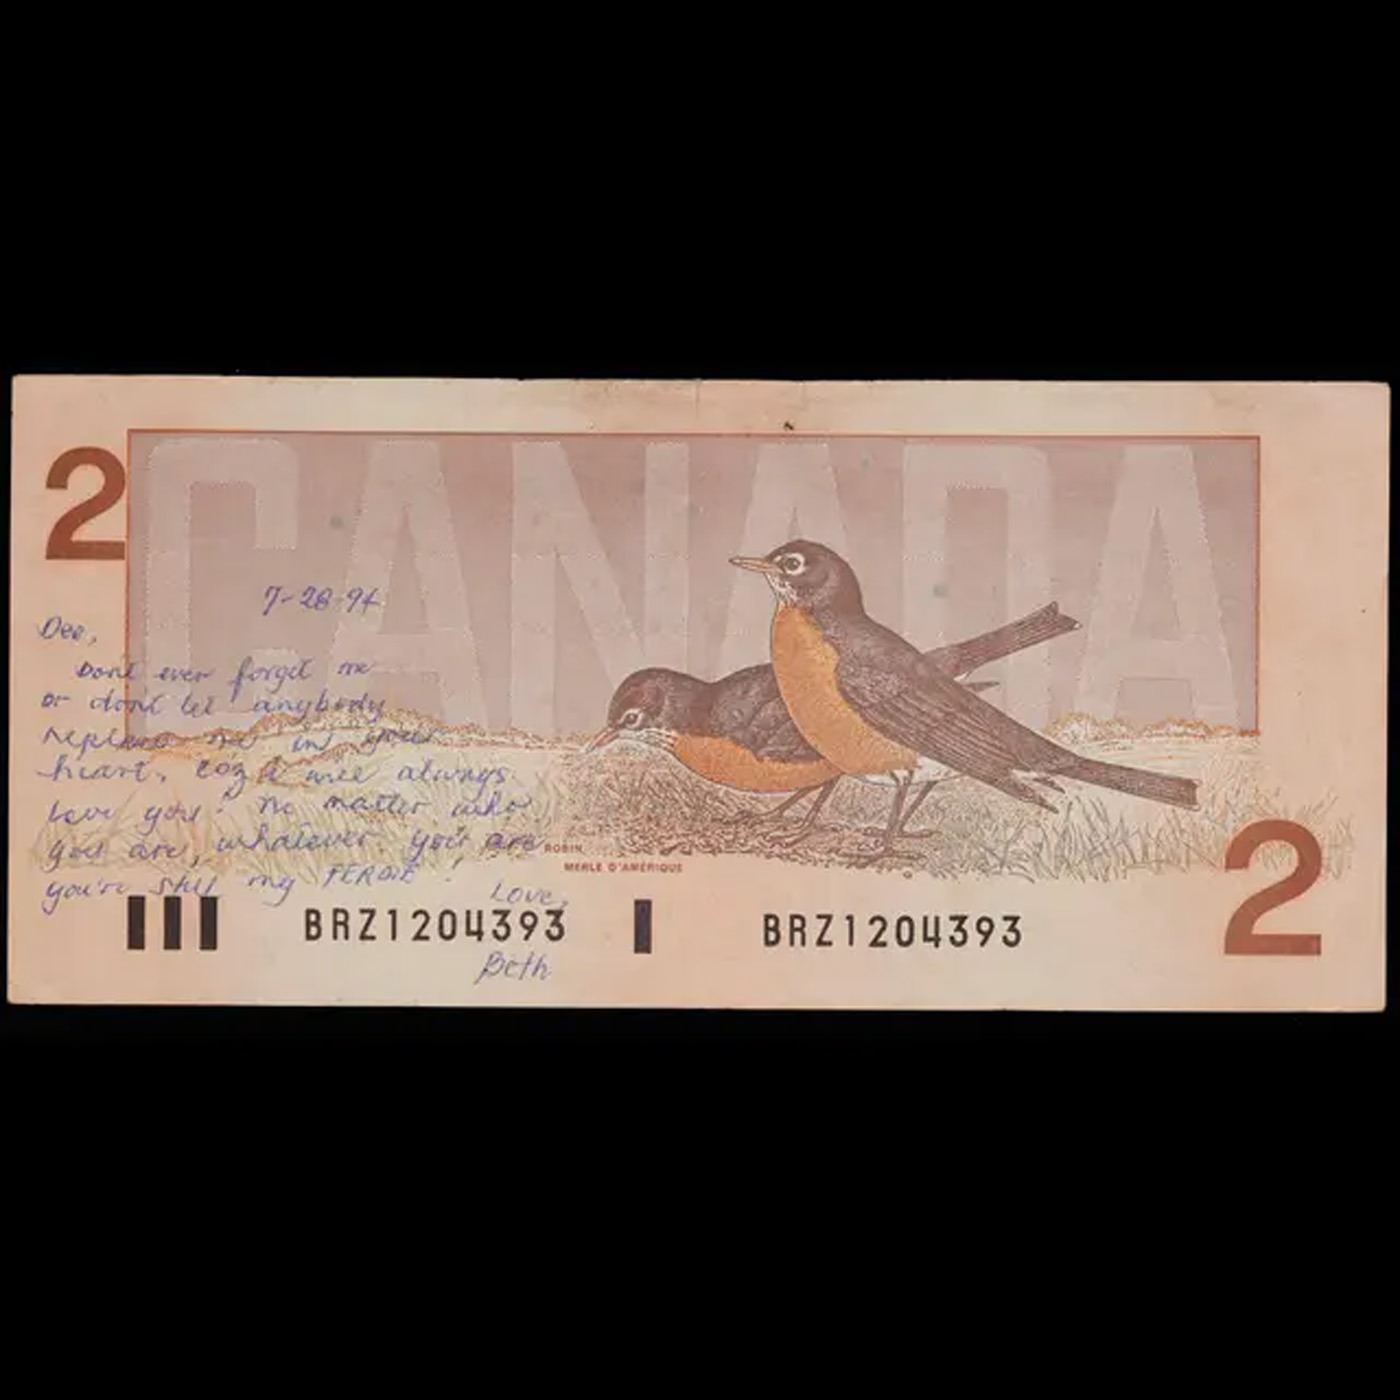 2
CANADA
7-28-94
Dee,
Dont ever forget me
or don't let anybody
replace me in your
heart, coz I will always
love you! No matter who
you are, whatever you are
you're still my FERDIE!
Love,
Beth
ROBIN
MERLE D'AMÉRIQUE
BRZ1204393
BRZ1204393
2